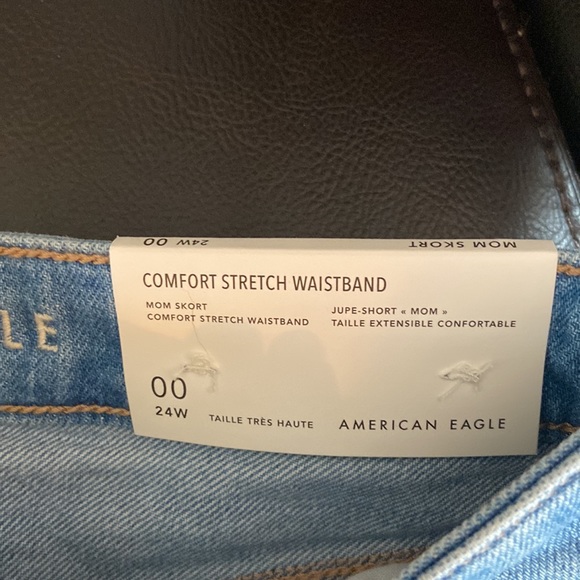 24W 00
MOM SKORT
COMFORT STRETCH WAISTBAND
MOM SKORT
COMFORT STRETCH WAISTBAND
JUPE-SHORT « MOM »
TAILLE EXTENSIBLE CONFORTABLE
LE
00
24W
TAILLE TRÈS HAUTE
AMERICAN EAGLE